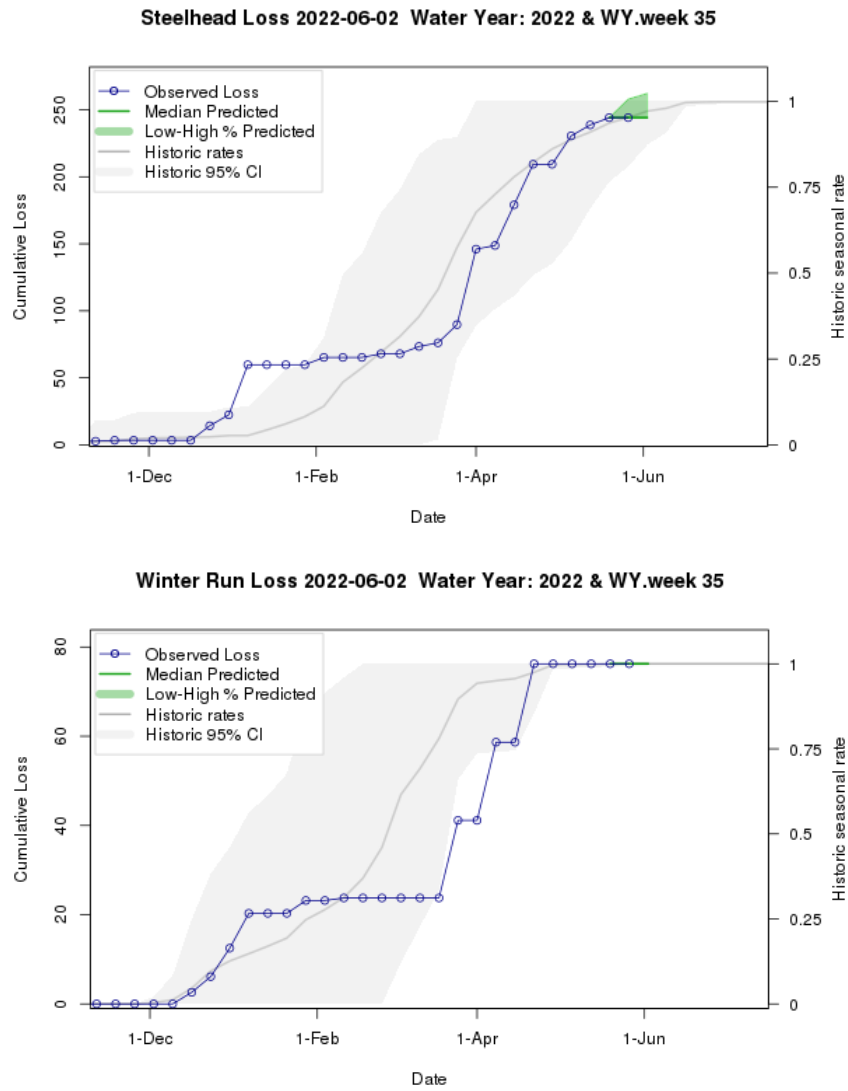 Steelhead Loss 2022-06-02 Water Year: 2022 & WY.week 35
Observed Loss
Median Predicted
Low-High % Predicted
Historic rates
Historic 95% CI
Cumulative Loss
0
50
100
150
200
250
Historic seasonal rate
0
0.25
0.5
0.75
1
1-Dec
1-Feb
1-Apr
1-Jun
Date
Winter Run Loss 2022-06-02 Water Year: 2022 & WY.week 35
Observed Loss
Median Predicted
Low-High % Predicted
Historic rates
Historic 95% CI
Cumulative Loss
0
20
40
60
80
Historic seasonal rate
0
0.25
0.5
0.75
1
1-Dec
1-Feb
1-Apr
1-Jun
Date